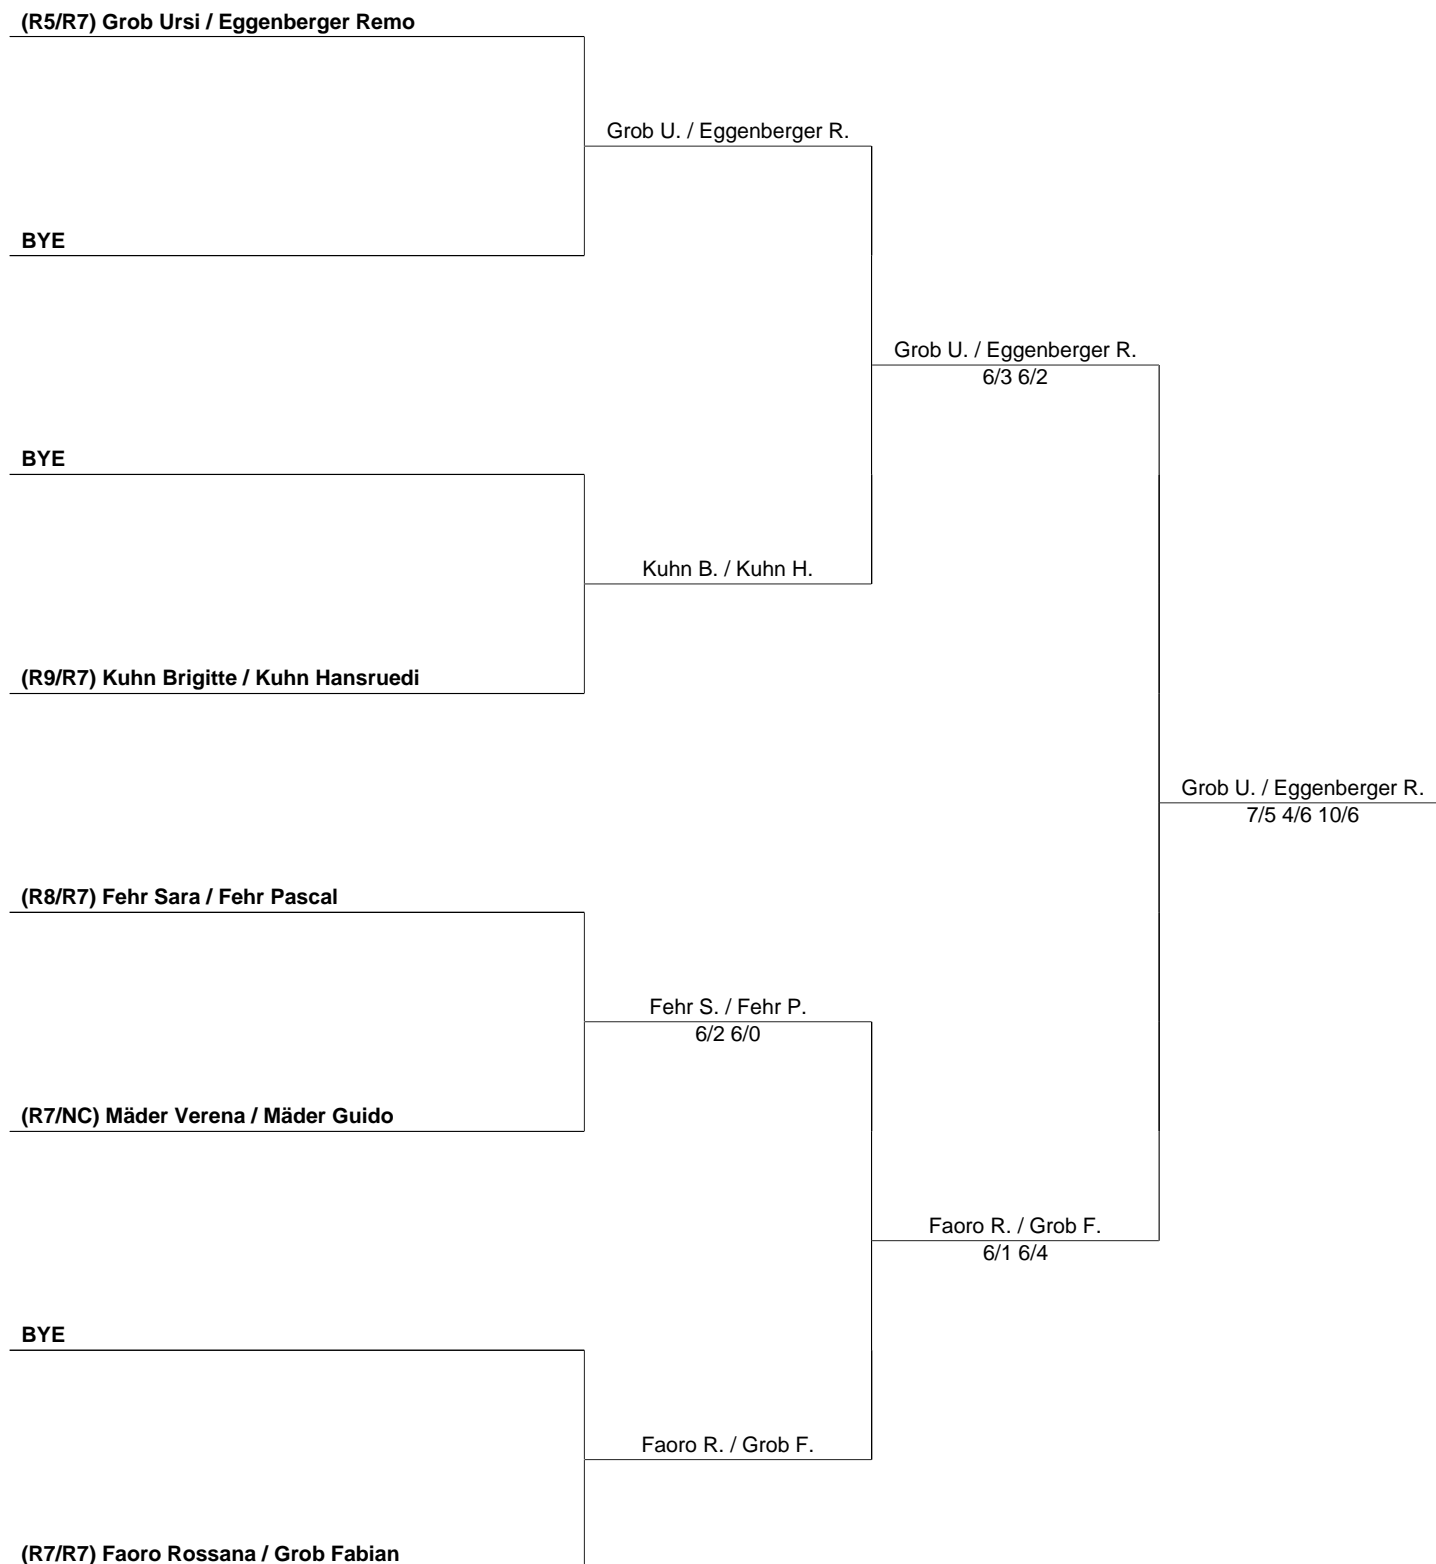 (R5/R7) Grob Ursi / Eggenberger Remo
Grob U. / Eggenberger R.
BYE
Grob U. / Eggenberger R.
6/3 6/2
BYE
Kuhn B. / Kuhn H.
(R9/R7) Kuhn Brigitte / Kuhn Hansruedi
Grob U. / Eggenberger R.
7/5 4/6 10/6
(R8/R7) Fehr Sara / Fehr Pascal
Fehr S. / Fehr P.
6/2 6/0
(R7/NC) Mäder Verena / Mäder Guido
Faoro R. / Grob F.
6/1 6/4
BYE
Faoro R. / Grob F.
(R7/R7) Faoro Rossana / Grob Fabian